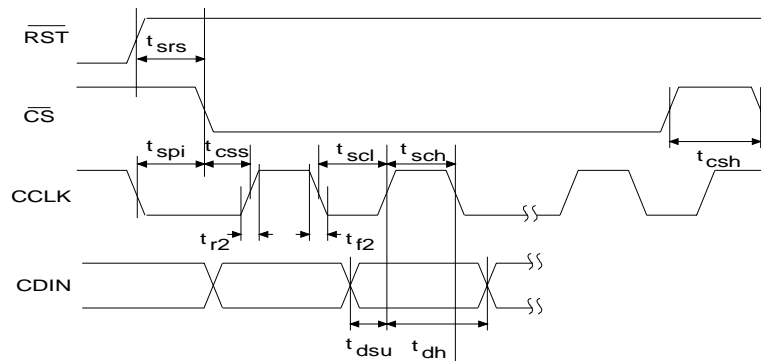 RST
t srs
CS
t spi
t css
t scl
t sch
t csh
CCLK
t r2
t f2
CDIN
t dsu
t dh